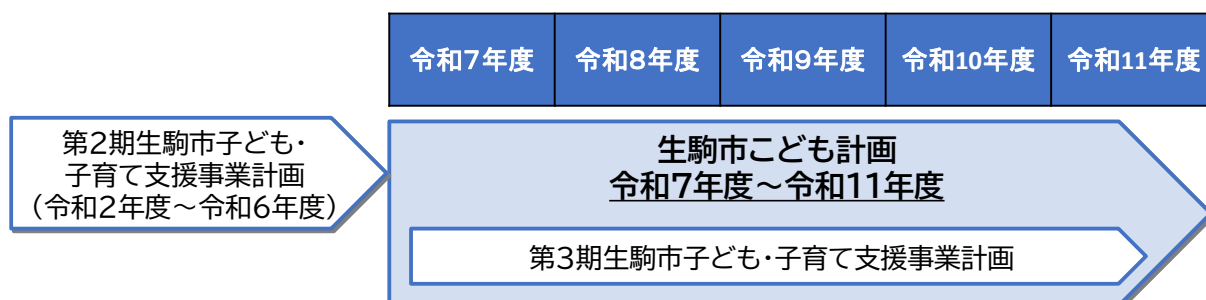 令和7年度 令和8年度 令和9年度 令和10年度 令和11年度
第2期生駒市子ども・
子育て支援事業計画
（令和2年度～令和6年度）
生駒市こども計画
令和7年度～令和11年度
第3期生駒市子ども・子育て支援事業計画